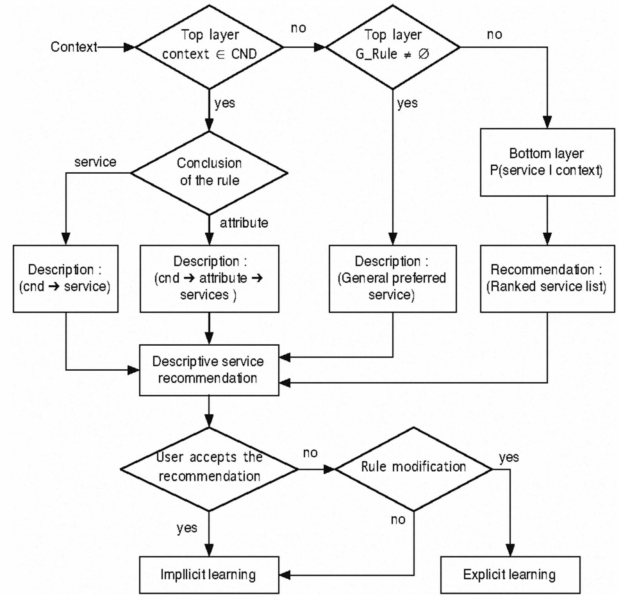 Context
Top layer
context ∈ CND
no
Top layer
G_Rule ≠ Ø
no
yes
yes
Bottom layer
P(service I context)
service
Conclusion
of the rule
attribute
Description :
(cnd → service)
Description :
(cnd → attribute →
services )
Description :
(General preferred
service)
Recommendation :
(Ranked service list)
Descriptive service
recommendation
User accepts the
recommendation
no
Rule modification
yes
yes
no
Impllicit learning
Explicit learning